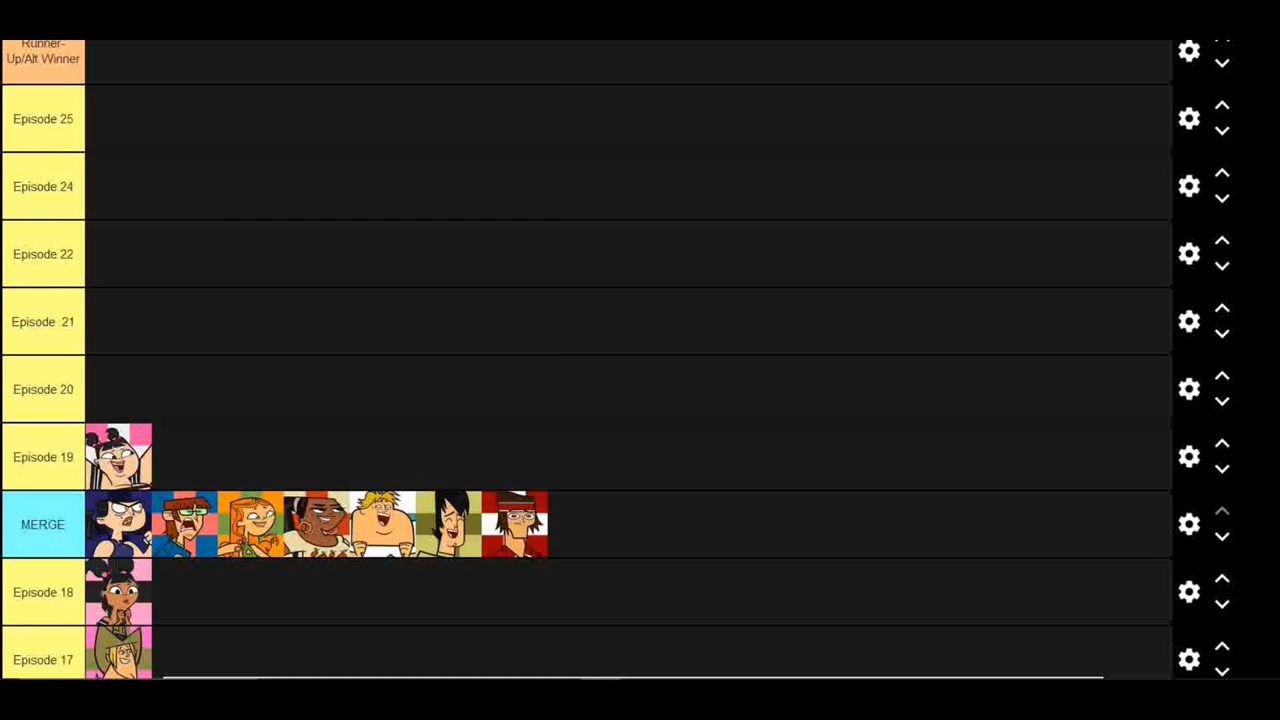 Runner-
Up/Alt Winner
Episode 25
Episode 24
Episode 22
Episode 21
Episode 20
Episode 19
MERGE
Episode 18
Episode 17